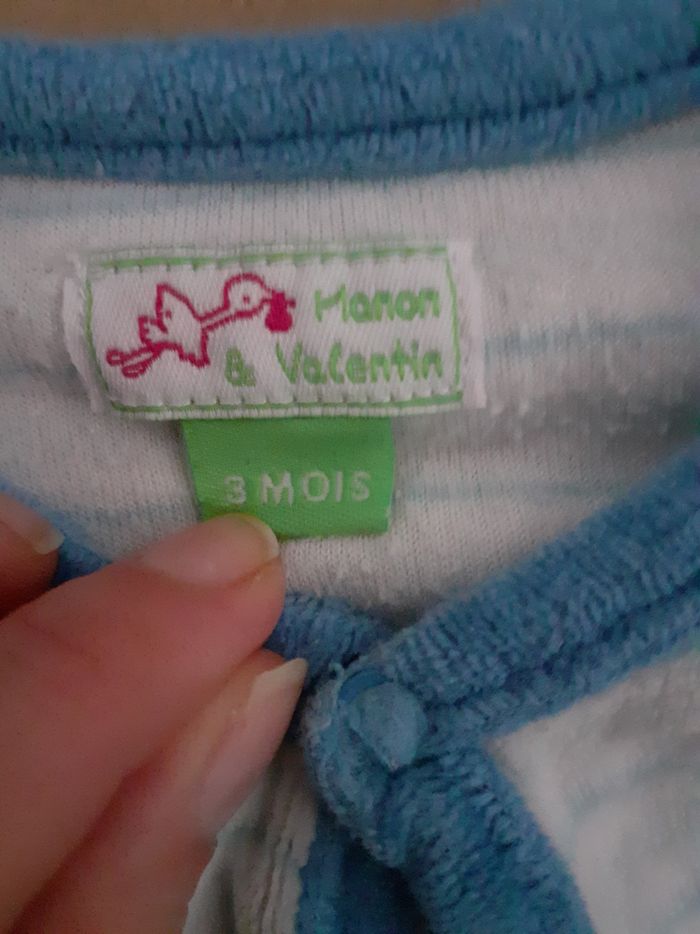 Manon
& Valentin
3 MOIS